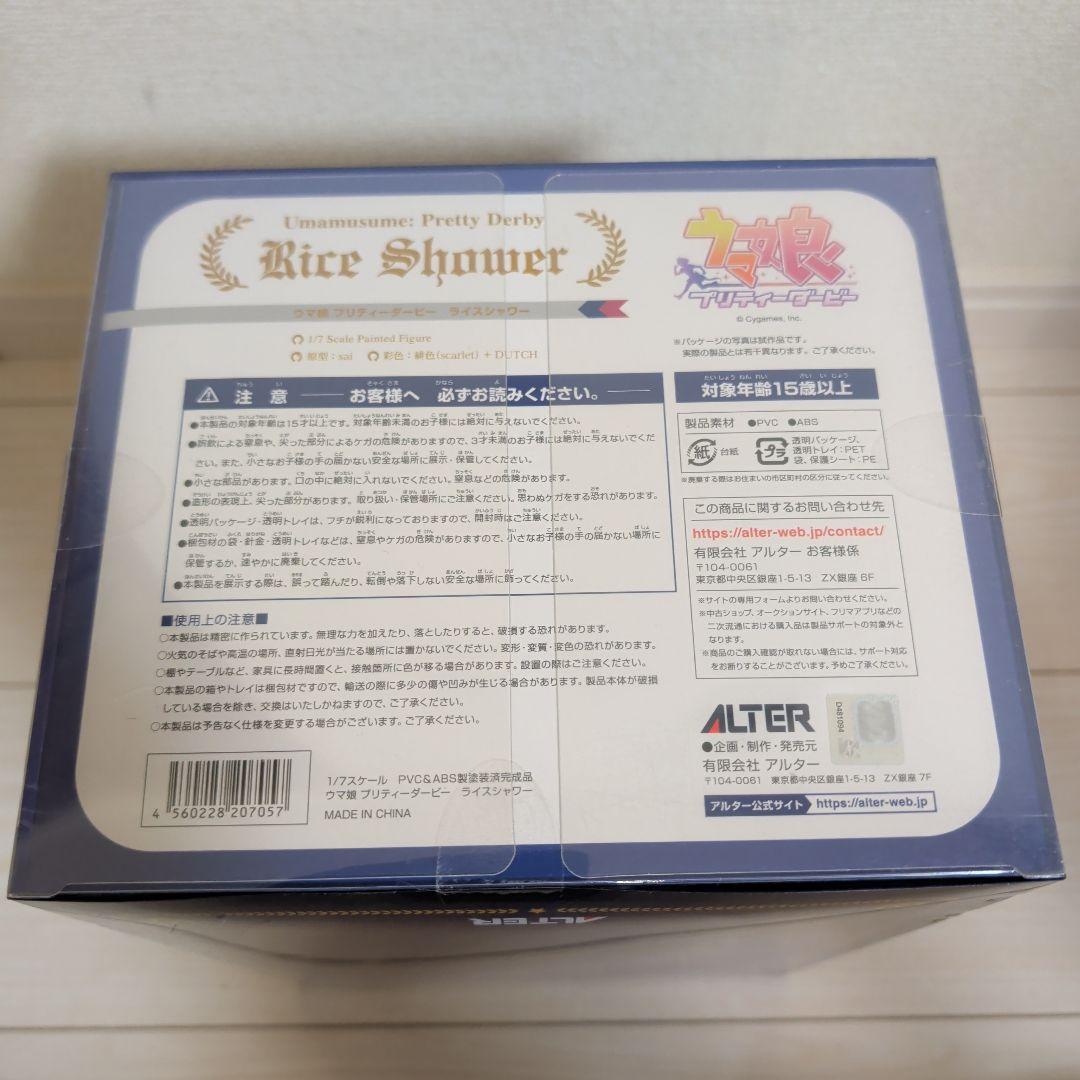 Umamusume: Pretty Derby
Rice Shower
ウマ娘 プリティーダービー ライスシャワー
1/7 Scale Painted Figure
原型：sai 彩色：緋色(scarlet)＋DUTCH
注意 お客様へ 必ずお読みください。
●本製品の対象年齢は15才以上です。対象年齢未満のお子様には絶対に与えないでください。
●誤飲による窒息や、尖った部分によるケガの危険がありますので、3才未満のお子様には絶対に与えないでくだ
さい。また、小さなお子様の手の届かない安全な場所に展示・保管してください。
●小さな部品があります。口の中に絶対に入れないでください。窒息などの危険があります。
●造形の表現上、尖った部分があります。取り扱い・保管場所にご注意ください。思わぬケガをする恐れがあります。
●透明パッケージ・透明トレイは、フチが鋭利になっておりますので、開封時はご注意ください。
●梱包材の袋・針金・透明トレイなどは、窒息やケガの危険がありますので、小さなお子様の手の届かない場所に
保管するか、速やかに廃棄してください。
●本製品を展示する際は、誤って踏んだり、転倒や落下しない安全な場所に飾ってください。
■使用上の注意■
○本製品は精密に作られています。無理な力を加えたり、落としたりすると、破損する恐れがあります。
○火気のそばや高温の場所、直射日光が当たる場所には置かないでください。変形・変質・変色の恐れがあります。
○棚やテーブルなど、家具に長時間置くと、接触箇所に色が移る場合があります。設置の際はご注意ください。
○本製品の箱やトレイは梱包材ですので、輸送の際に多少の傷や凹みが生じる場合があります。製品本体が破損
している場合を除き、交換はいたしかねますので、ご了承ください。
○本製品は予告なく仕様を変更する場合がございます。ご了承ください。
4 560228 207057
1/7スケール PVC&ABS製塗装済完成品
ウマ娘 プリティーダービー ライスシャワー
MADE IN CHINA
ウマ娘
プリティーダービー
© Cygames, Inc.
※パッケージの写真は試作品です。
実際の製品とは若干異なります。ご了承ください。
対象年齢15歳以上
製品素材 ●PVC ●ABS
紙 台紙
プラ 透明パッケージ、
透明トレイ：PET
袋、保護シート：PE
※廃棄する際はお住まいの市区町村の区分に従ってください。
この商品に関するお問い合わせ先
https://alter-web.jp/contact/
有限会社 アルター お客様係
〒104-0061
東京都中央区銀座1-5-13 ZX銀座 6F
※サイトの専用フォームよりお問い合わせください。
※中古ショップ、オークションサイト、フリマアプリなどの
二次流通における購入品は製品サポートの対象外と
なります。
※商品のご購入確認が取れない場合には、サポート対応
をお断りすることがございます。予めご了承ください。
ALTER
D481094
●企画・制作・発売元
有限会社 アルター
〒104-0061 東京都中央区銀座1-5-13 ZX銀座 7F
アルター公式サイト https://alter-web.jp
ALTER